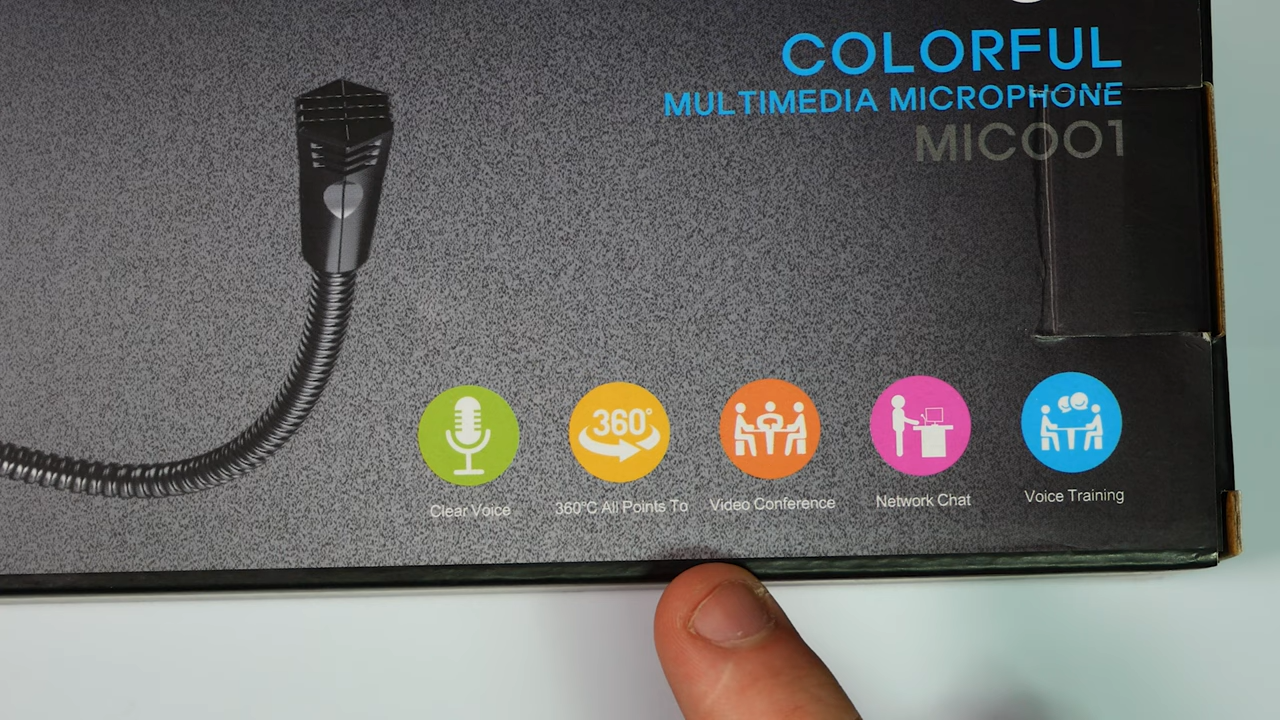 COLORFUL
MULTIMEDIA MICROPHONE
MIC001
360°
Clear Voice
360°C All Points To
Video Conference
Network Chat
Voice Training